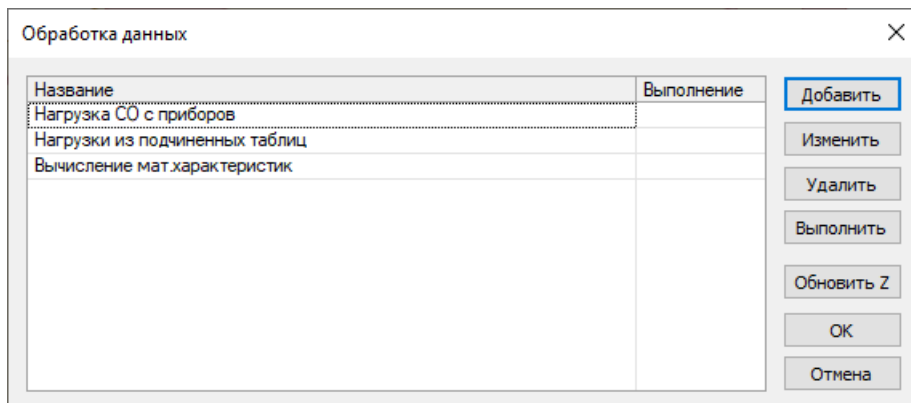 Обработка данных
Название Выполнение
Нагрузка СО с приборов
Нагрузки из подчиненных таблиц
Вычисление мат.характеристик
Добавить
Изменить
Удалить
Выполнить
Обновить Z
ОК
Отмена